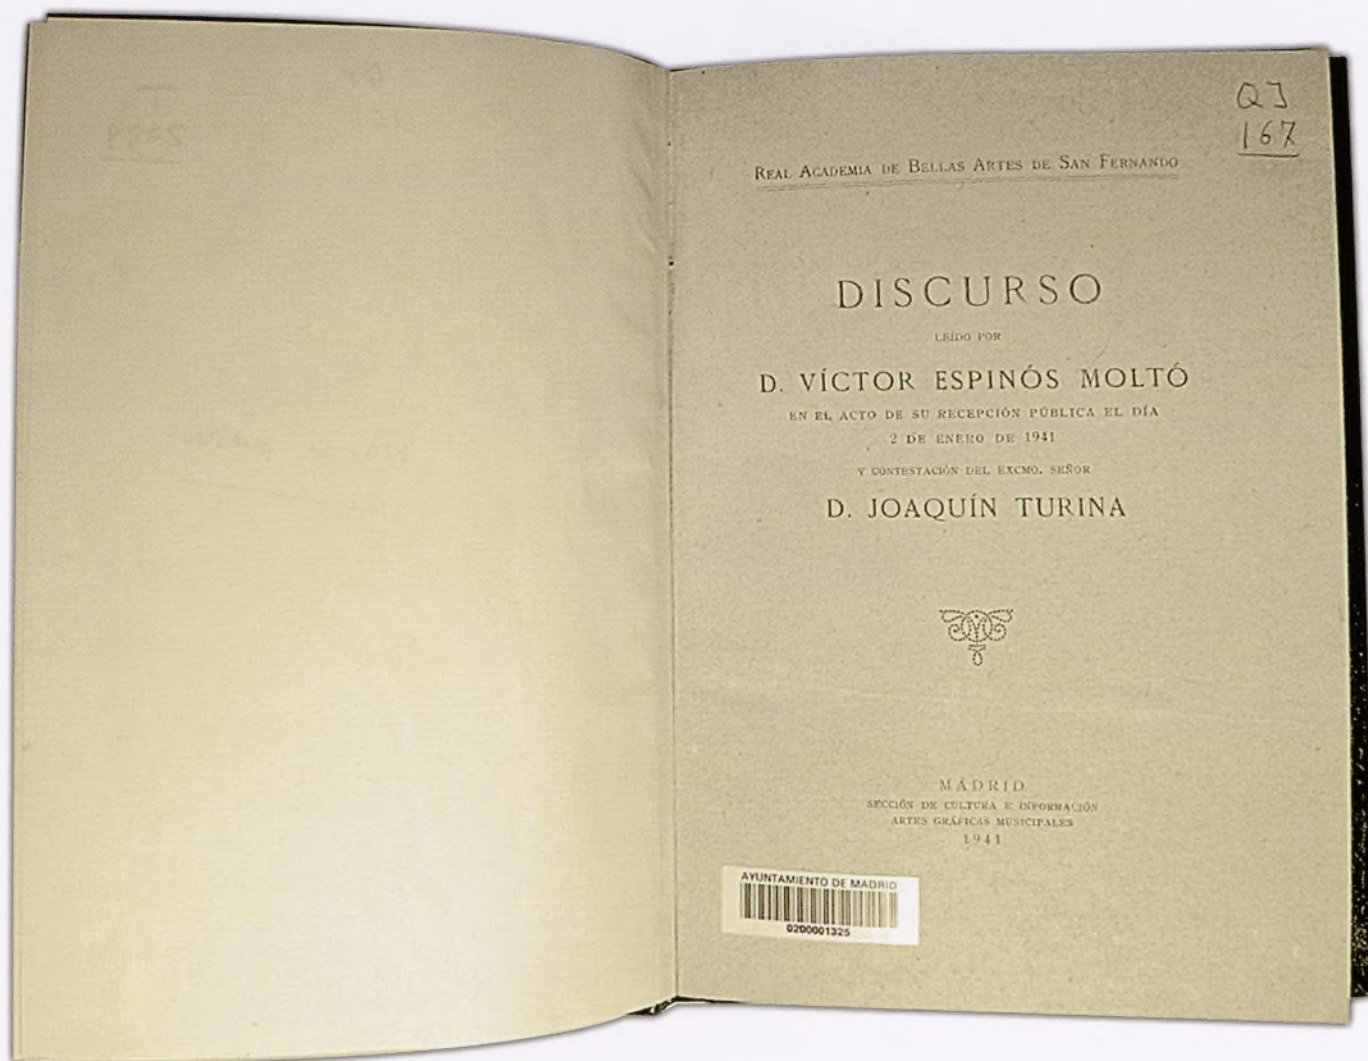 QJ
167
REAL ACADEMIA DE BELLAS ARTES DE SAN FERNANDO
DISCURSO
LEÍDO POR
D. VÍCTOR ESPINÓS MOLTÓ
EN EL ACTO DE SU RECEPCIÓN PÚBLICA EL DÍA
2 DE ENERO DE 1941
Y CONTESTACIÓN DEL EXCMO. SEÑOR
D. JOAQUÍN TURINA
MADRID
SECCIÓN DE CULTURA E INFORMACIÓN
ARTES GRÁFICAS MUNICIPALES
1941
AYUNTAMIENTO DE MADRID
0200001325